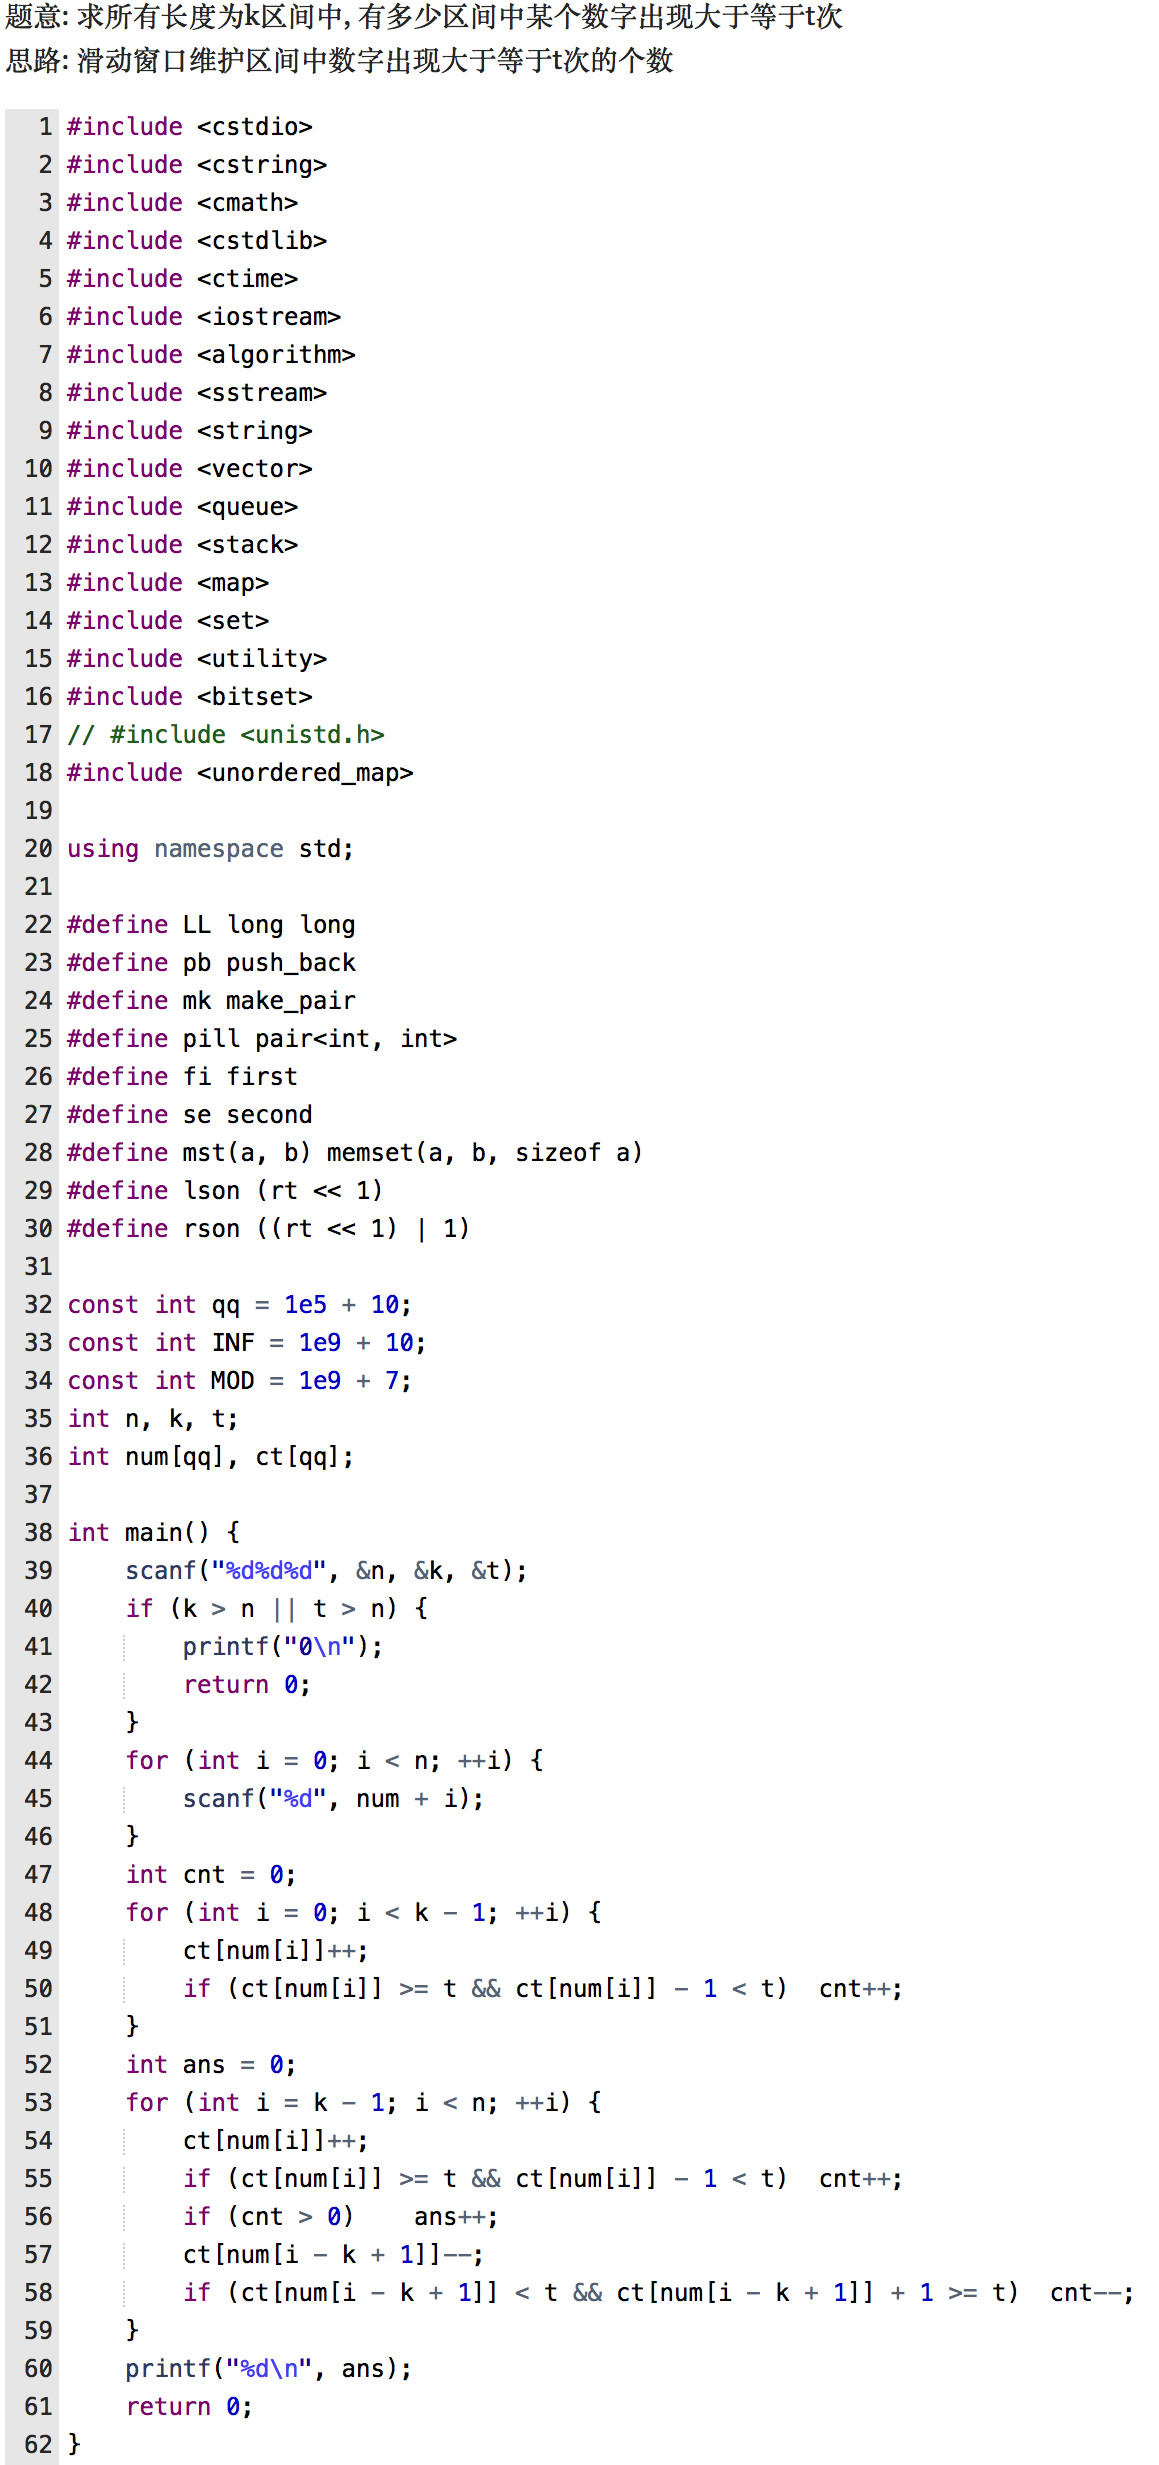 题意: 求所有长度为k区间中, 有多少区间中某个数字出现大于等于t次
思路: 滑动窗口维护区间中数字出现大于等于t次的个数
1 #include <cstdio>
2 #include <cstring>
3 #include <cmath>
4 #include <cstdlib>
5 #include <ctime>
6 #include <iostream>
7 #include <algorithm>
8 #include <sstream>
9 #include <string>
10 #include <vector>
11 #include <queue>
12 #include <stack>
13 #include <map>
14 #include <set>
15 #include <utility>
16 #include <bitset>
17 // #include <unistd.h>
18 #include <unordered_map>
19
20 using namespace std;
21
22 #define LL long long
23 #define pb push_back
24 #define mk make_pair
25 #define pill pair<int, int>
26 #define fi first
27 #define se second
28 #define mst(a, b) memset(a, b, sizeof a)
29 #define lson (rt << 1)
30 #define rson ((rt << 1) | 1)
31
32 const int qq = 1e5 + 10;
33 const int INF = 1e9 + 10;
34 const int MOD = 1e9 + 7;
35 int n, k, t;
36 int num[qq], ct[qq];
37
38 int main() {
39     scanf("%d%d%d", &n, &k, &t);
40     if (k > n || t > n) {
41         printf("0\n");
42         return 0;
43     }
44     for (int i = 0; i < n; ++i) {
45         scanf("%d", num + i);
46     }
47     int cnt = 0;
48     for (int i = 0; i < k - 1; ++i) {
49         ct[num[i]]++;
50         if (ct[num[i]] >= t && ct[num[i]] - 1 < t)  cnt++;
51     }
52     int ans = 0;
53     for (int i = k - 1; i < n; ++i) {
54         ct[num[i]]++;
55         if (ct[num[i]] >= t && ct[num[i]] - 1 < t)  cnt++;
56         if (cnt > 0)    ans++;
57         ct[num[i - k + 1]]--;
58         if (ct[num[i - k + 1]] < t && ct[num[i - k + 1]] + 1 >= t)  cnt--;
59     }
60     printf("%d\n", ans);
61     return 0;
62 }